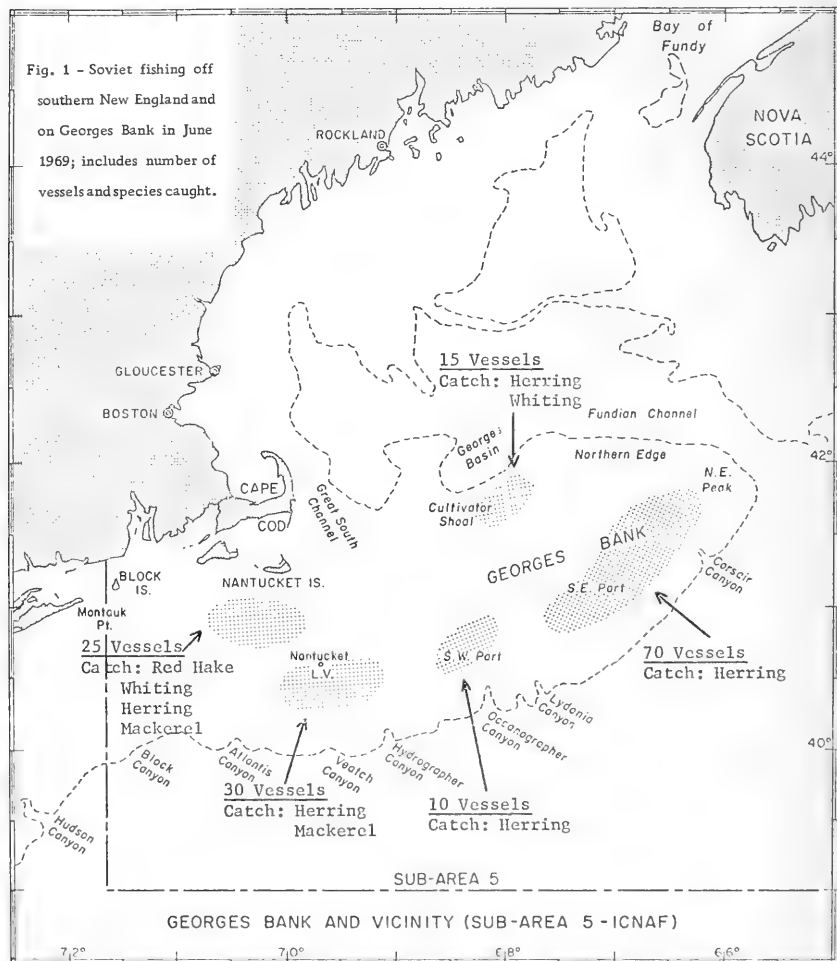 Bay of
Fundy
Fig. 1 - Soviet fishing off
southern New England and
on Georges Bank in June
1969; includes number of
vessels and species caught.
NOVA
SCOTIA
ROCKLAND
44°
15 Vessels
Catch: Herring
Whiting
GLOUCESTER
BOSTON
Fundian Channel
Georges
Basin
Northern Edge
42°
N.E.
Peak
CAPE
COD
Great South
Channel
Cultivator
Shoal
GEORGES BANK
Corsair
Canyon
S.E. Part
BLOCK
IS.
NANTUCKET IS.
Montauk
Pt.
25 Vessels
Catch: Red Hake
Whiting
Herring
Mackerel
Nantucket
L.V.
S.W. Part
70 Vessels
Catch: Herring
Lydonia
Canyon
Oceanographer
Canyon
Hydrographer
Canyon
Veatch
Canyon
Atlantis
Canyon
Block
Canyon
40°
Hudson
Canyon
30 Vessels
Catch: Herring
Mackerel
10 Vessels
Catch: Herring
SUB-AREA 5
GEORGES BANK AND VICINITY (SUB-AREA 5-ICNAF)
72°
70°
68°
66°